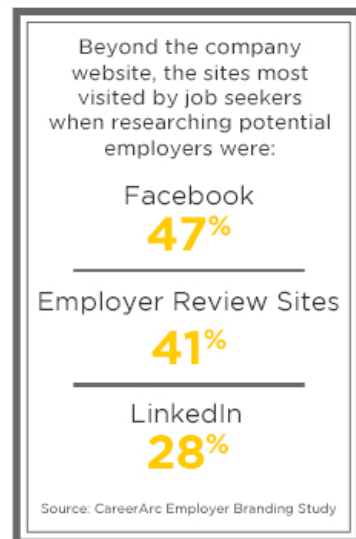 Beyond the company
website, the sites most
visited by job seekers
when researching potential
employers were:
Facebook
47%
Employer Review Sites
41%
LinkedIn
28%
Source: CareerArc Employer Branding Study